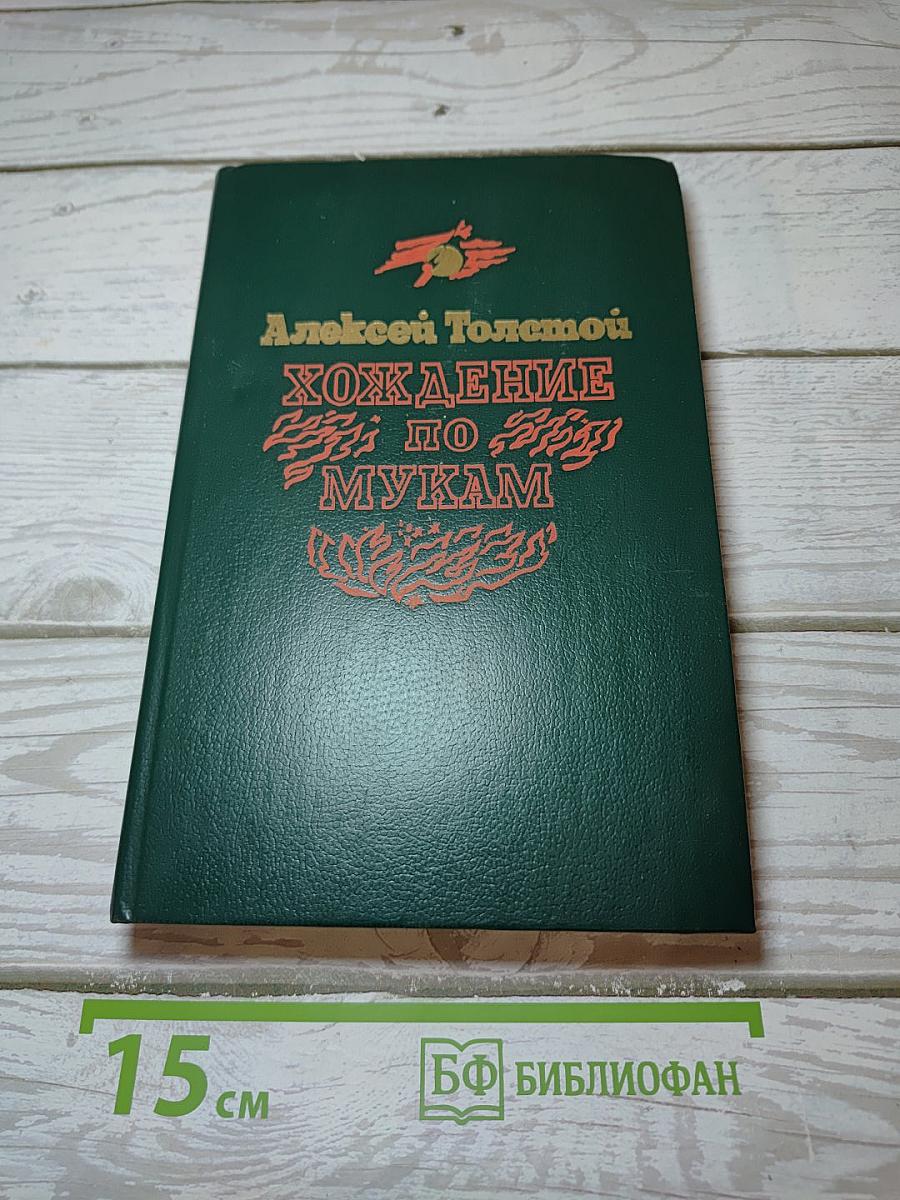 Алексей Толстой
ХОЖДЕНИЕ
ПО
МУКАМ
15 см
БФ БИБЛИОФАН